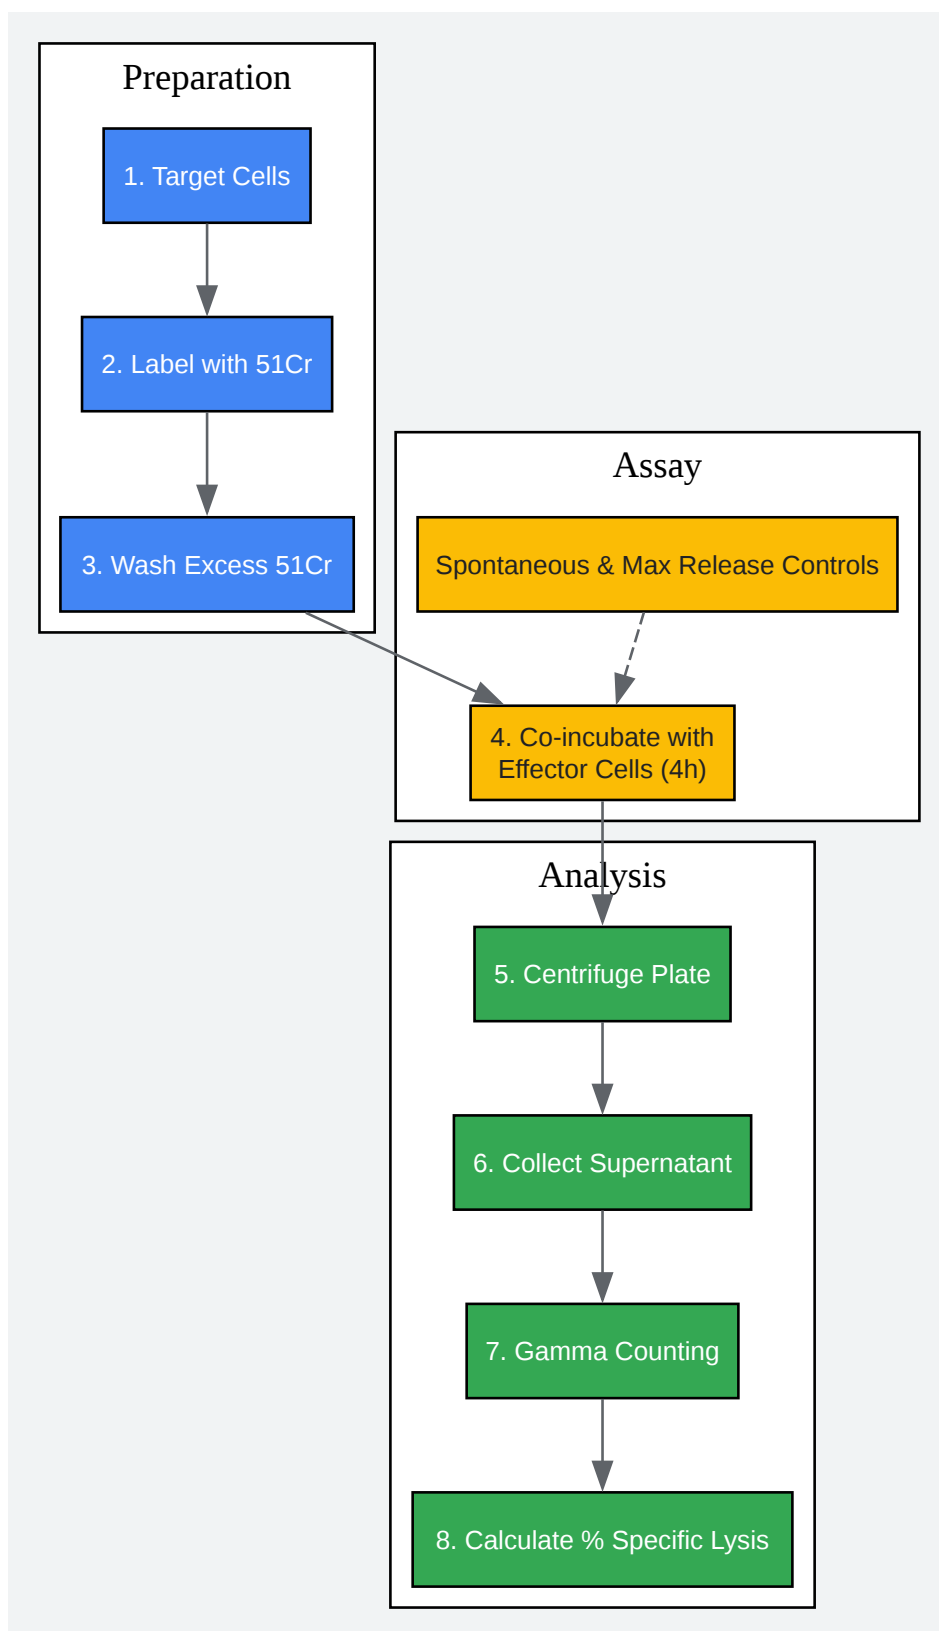 Preparation
1. Target Cells
2. Label with 51Cr
3. Wash Excess 51Cr
Assay
Spontaneous & Max Release Controls
4. Co-incubate with
Effector Cells (4h)
Analysis
5. Centrifuge Plate
6. Collect Supernatant
7. Gamma Counting
8. Calculate % Specific Lysis